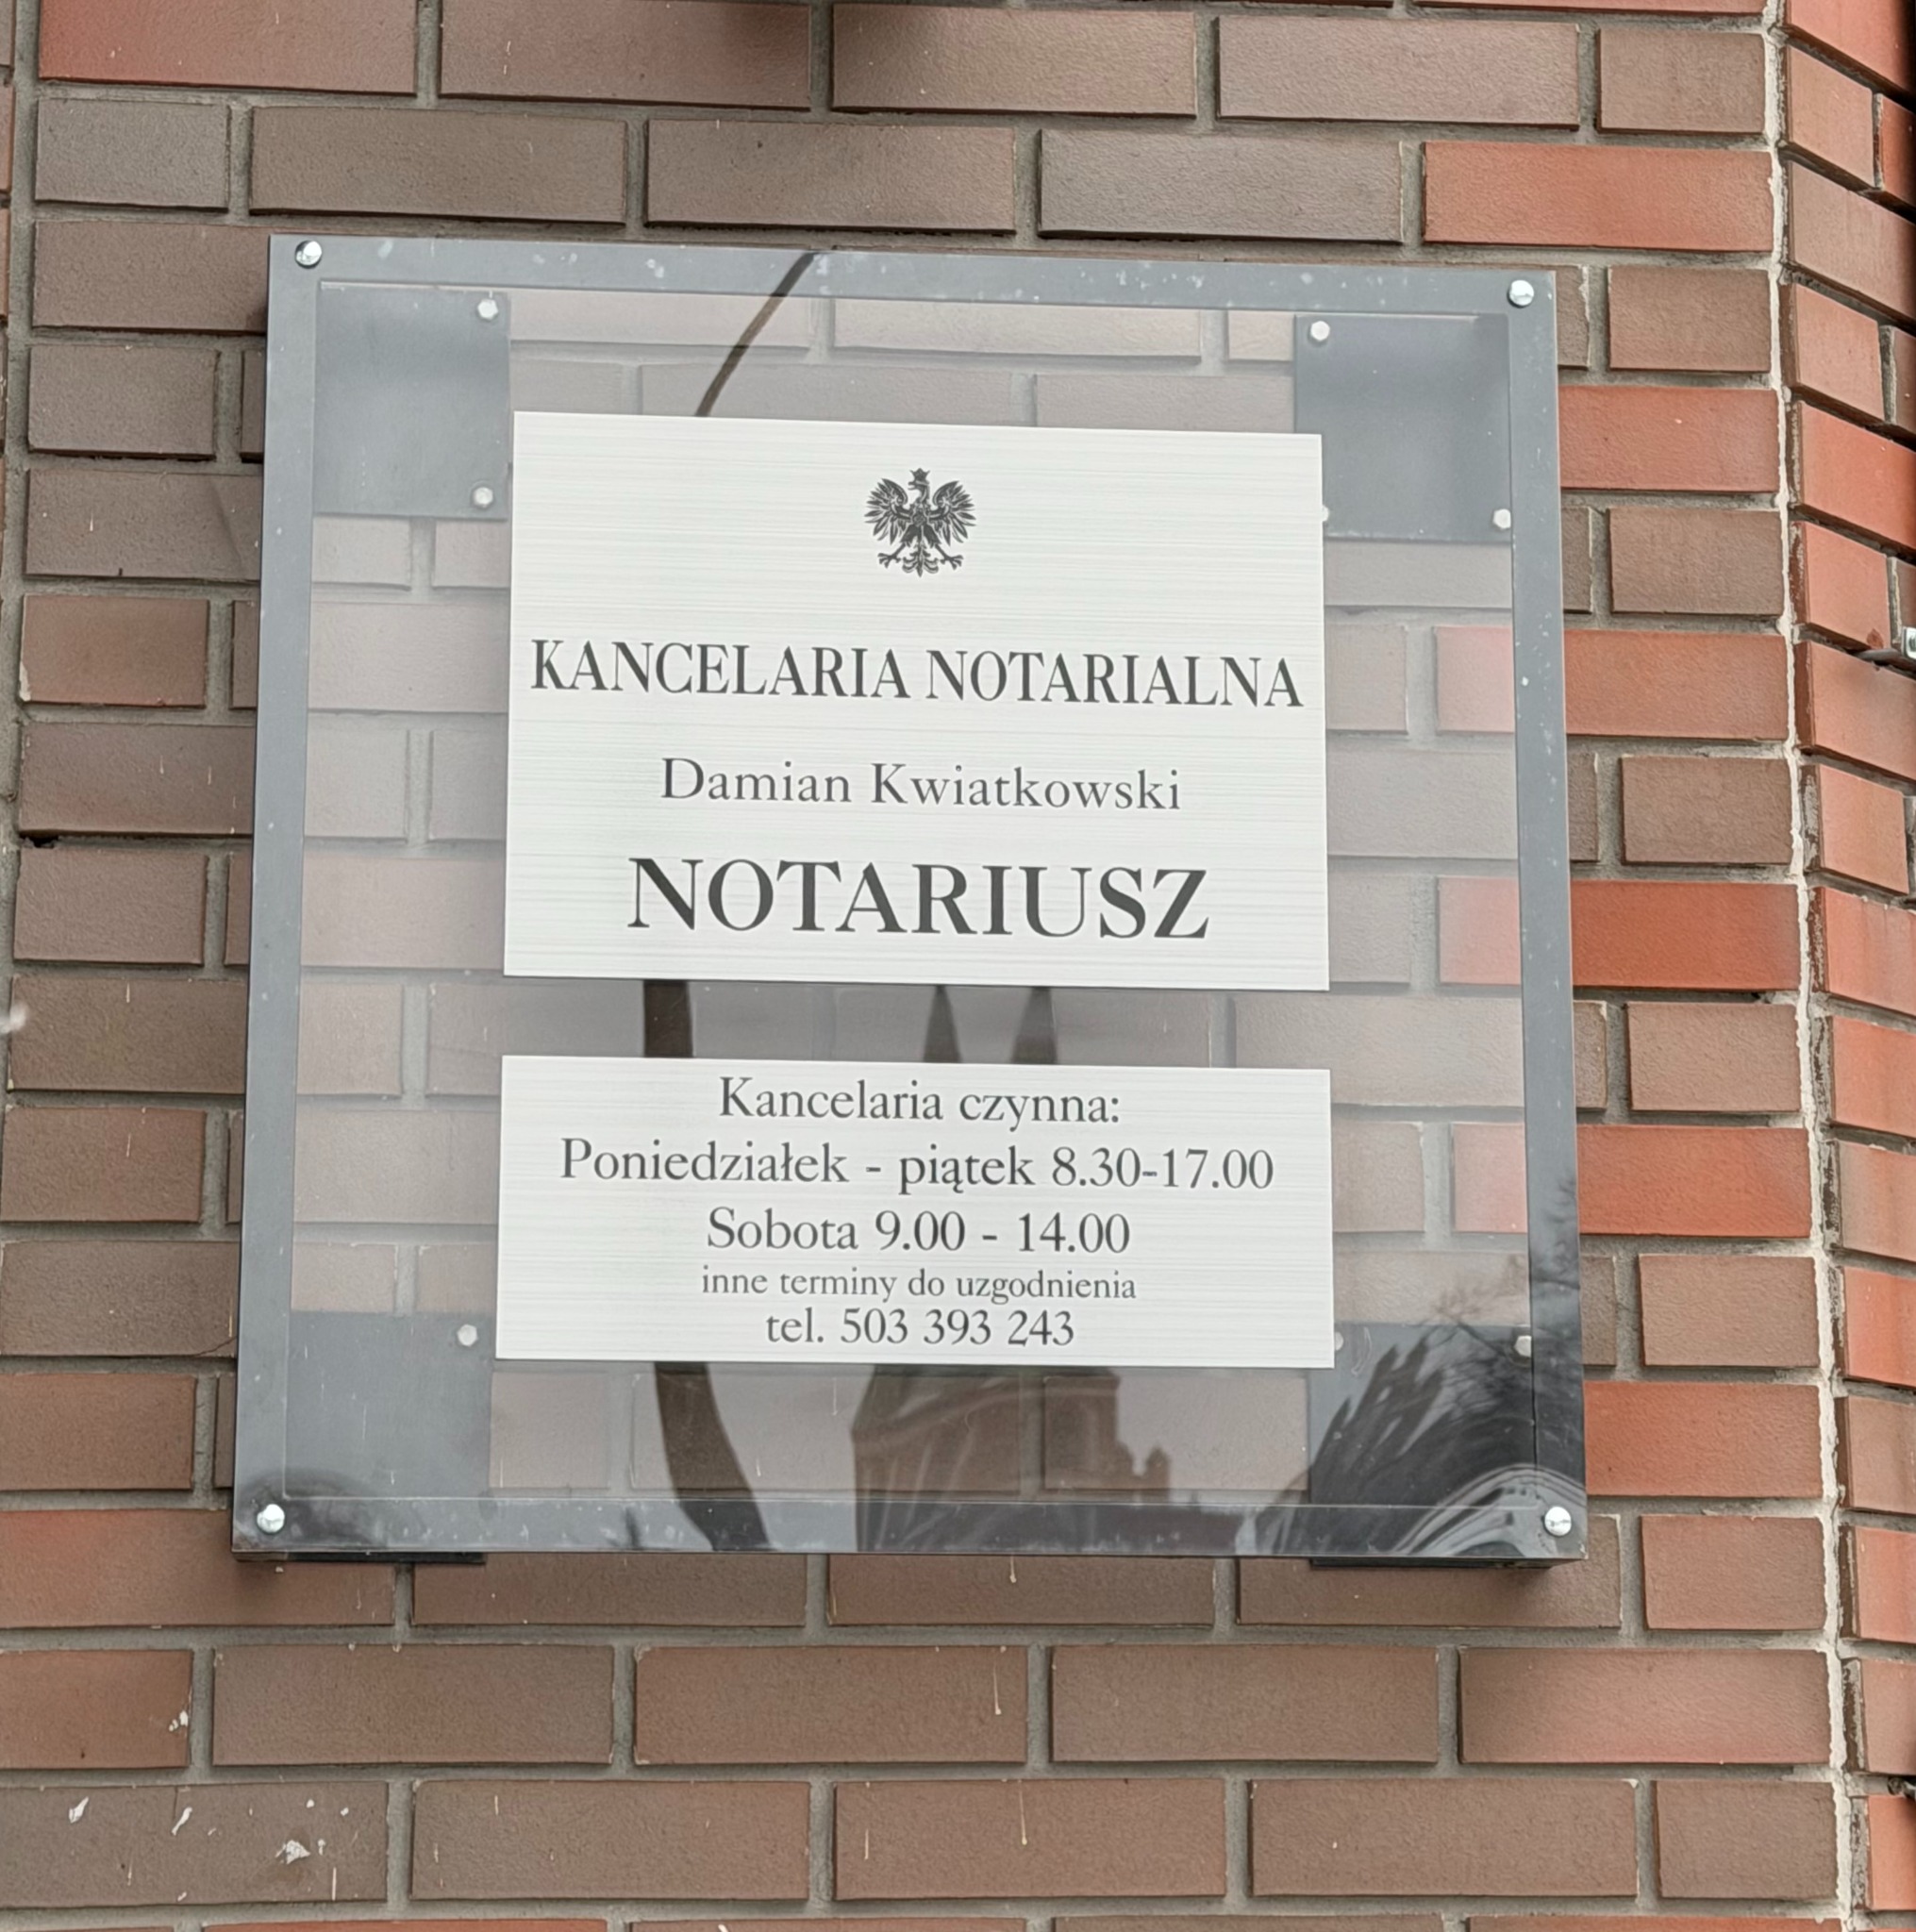 KANCELARIA NOTARIALNA
Damian Kwiatkowski
NOTARIUSZ
Kancelaria czynna:
Poniedziałek - piątek 8.30-17.00
Sobota 9.00 - 14.00
inne terminy do uzgodnienia
tel. 503 393 243